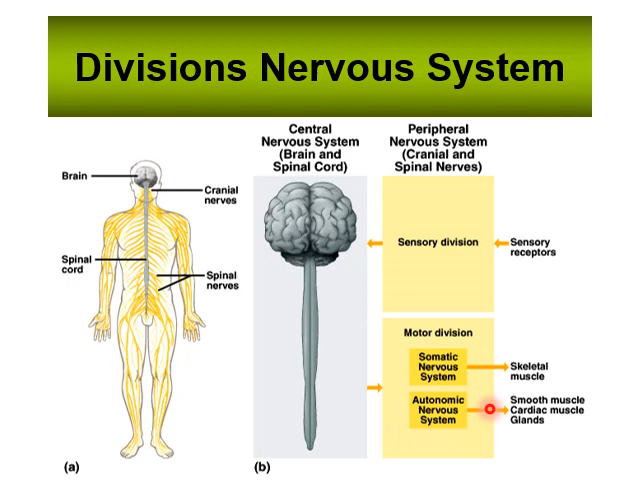 Divisions Nervous System
Brain
Cranial
nerves
Spinal
cord
Spinal
nerves
(a)
Central
Nervous System
(Brain and
Spinal Cord)
Peripheral
Nervous System
(Cranial and
Spinal Nerves)
Sensory division
Sensory
receptors
Motor division
Somatic
Nervous
System
Skeletal
muscle
Autonomic
Nervous
System
Smooth muscle
Cardiac muscle
Glands
(b)